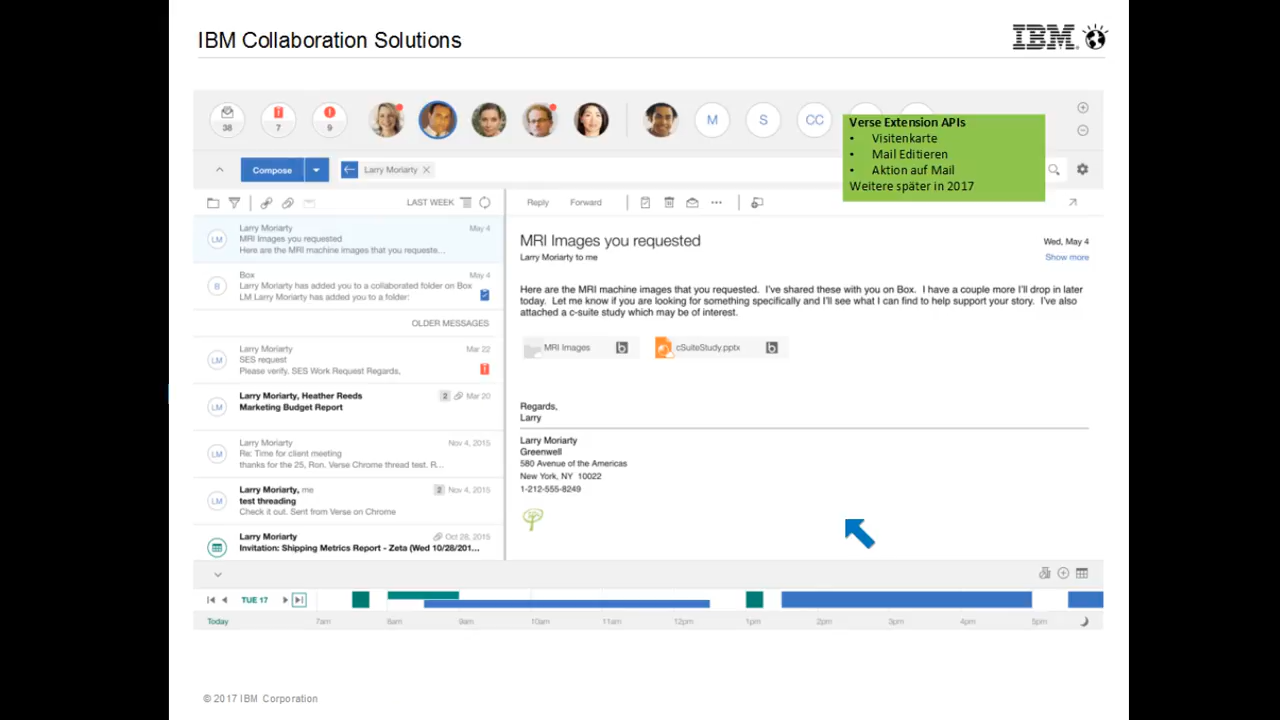 IBM Collaboration Solutions
IBM
38
7
9
M
S
CC
Verse Extension APIs
• Visitenkarte
• Mail Editieren
• Aktion auf Mail
Weitere später in 2017
Compose
Larry Moriarty
LAST WEEK
Reply
Forward
LM
Larry Moriarty
May 4
MRI Images you requested
Here are the MRI machine images that you requeste...
B
Box
May 4
Larry Moriarty has added you to a collaborated folder on Box
LM Larry Moriarty has added you to a folder:
OLDER MESSAGES
LM
Larry Moriarty
Mar 22
SES request
Please verify, SES Work Request Regards,
LM
Larry Moriarty, Heather Reeds
2
Mar 20
Marketing Budget Report
LM
Larry Moriarty
Nov 4, 2015
Re: Time for client meeting
thanks for the 25, Ron. Verse Chrome thread test. R...
LM
Larry Moriarty, me
2
Nov 4, 2015
test threading
Check it out. Sent from Verse on Chrome
Larry Moriarty
Oct 28, 2015
Invitation: Shipping Metrics Report - Zeta (Wed 10/28/201...
MRI Images you requested
Wed, May 4
Larry Moriarty to me
Show more
Here are the MRI machine images that you requested. I've shared these with you on Box. I have a couple more I'll drop in later
today. Let me know if you are looking for something specifically and I'll see what I can find to help support your story. I've also
attached a c-suite study which may be of interest.
MRI Images
b
cSuiteStudy.pptx
b
Regards,
Larry
Larry Moriarty
Greenwell
580 Avenue of the Americas
New York, NY 10022
1-212-555-8249
TUE 17
Today
7am
8am
9am
10am
11am
12pm
1pm
2pm
3pm
4pm
5pm
© 2017 IBM Corporation